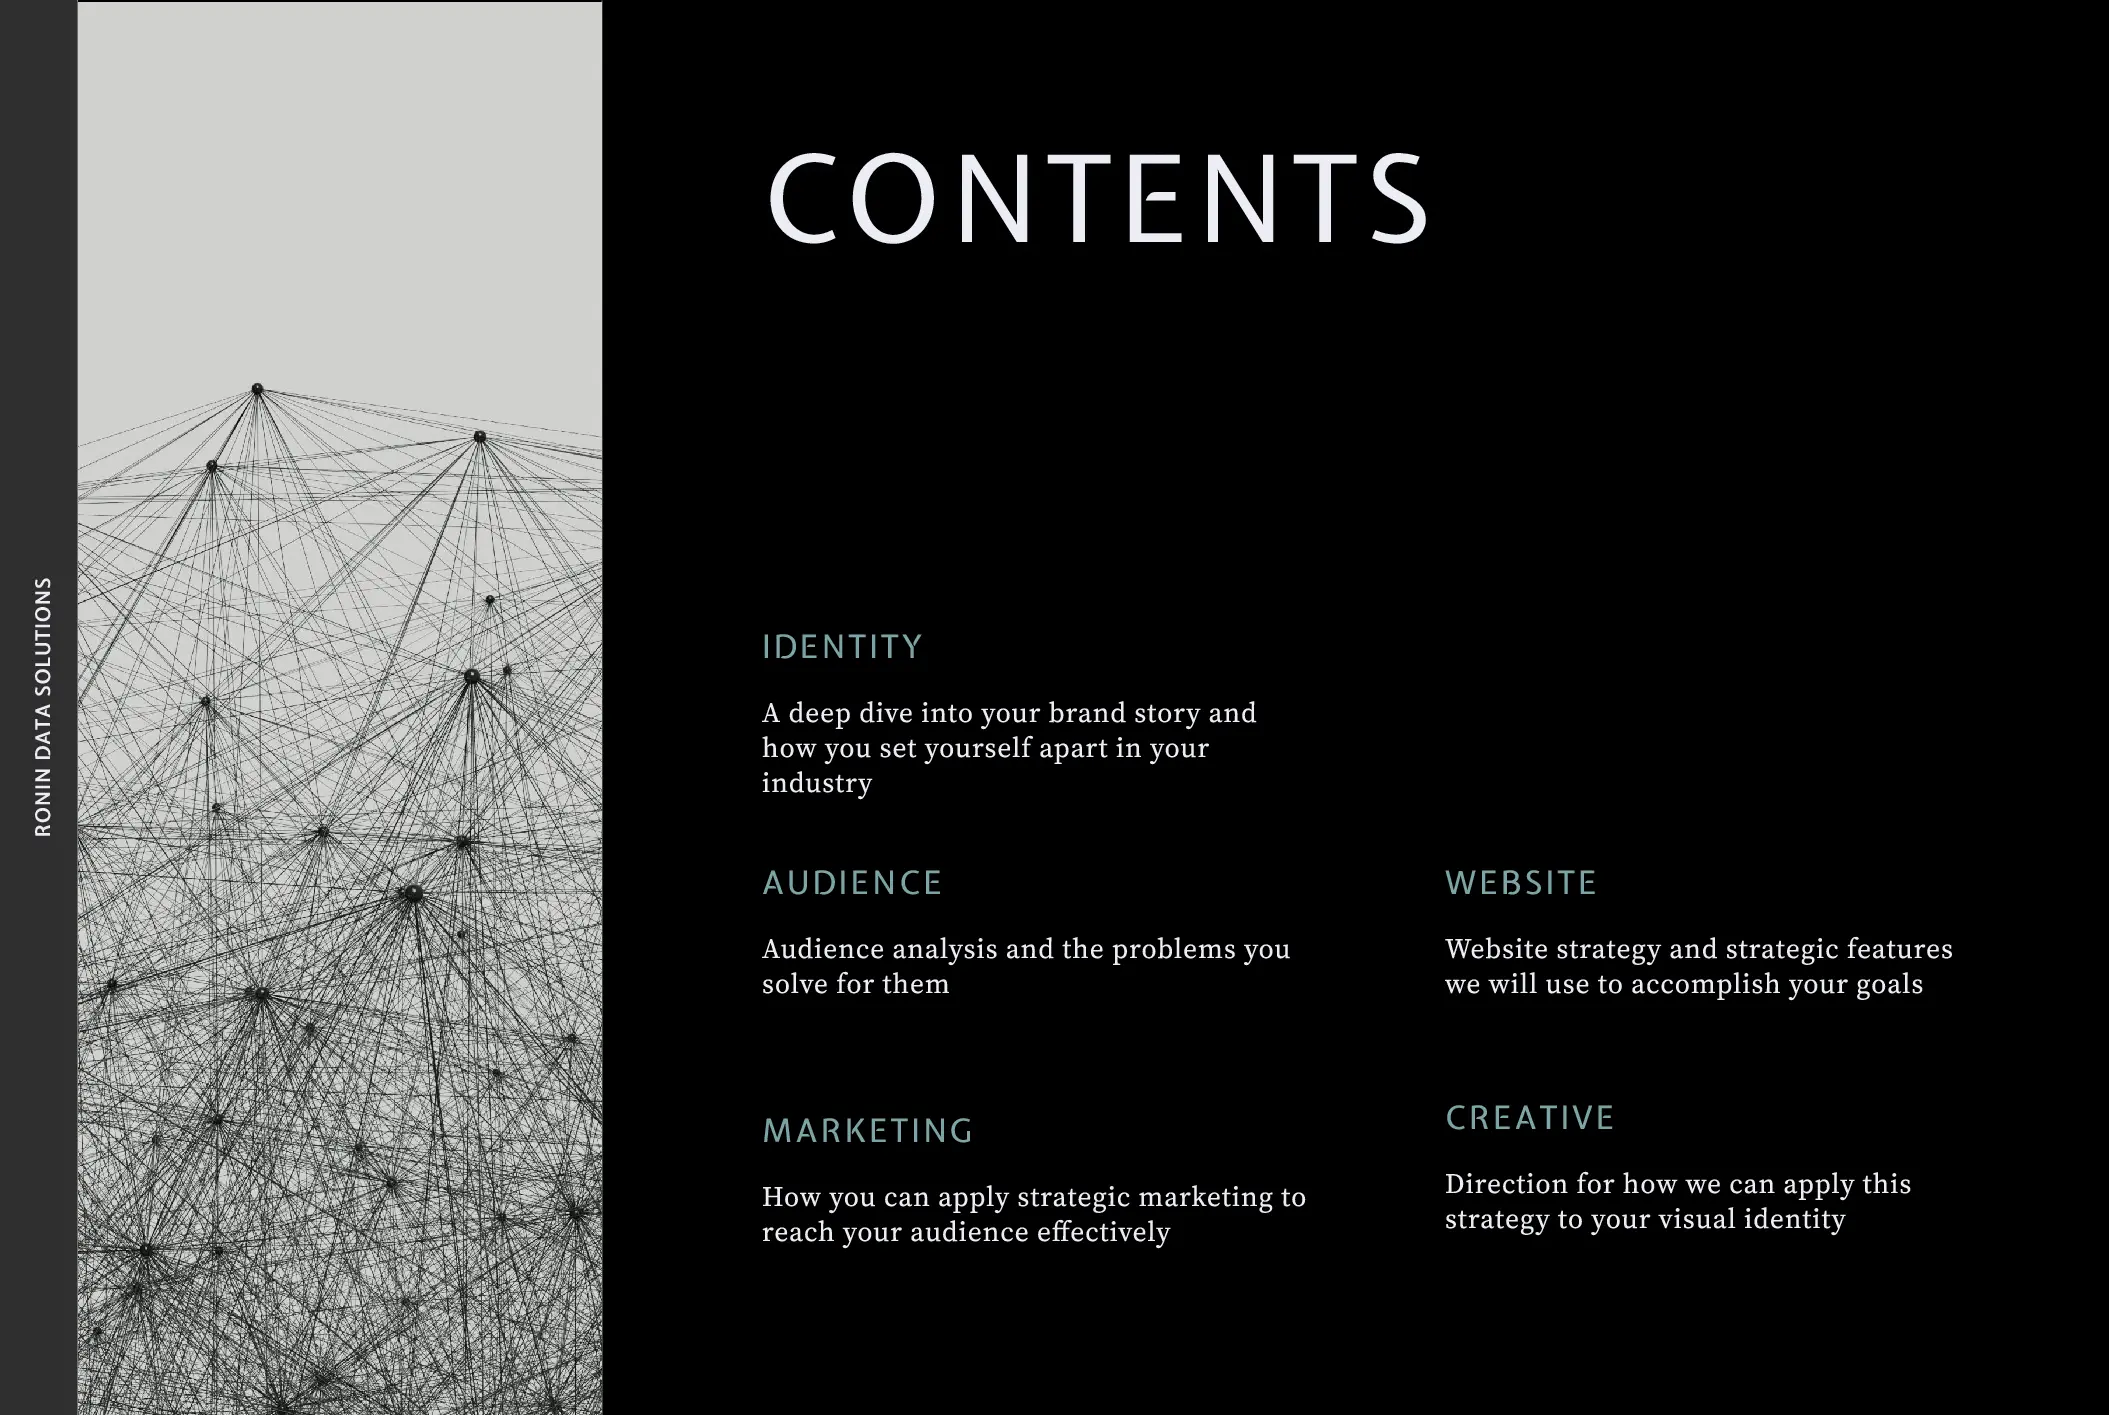 RONIN DATA SOLUTIONS
CONTENTS
IDENTITY
A deep dive into your brand story and
how you set yourself apart in your
industry
AUDIENCE
Audience analysis and the problems you
solve for them
MARKETING
How you can apply strategic marketing to
reach your audience effectively
WEBSITE
Website strategy and strategic features
we will use to accomplish your goals
CREATIVE
Direction for how we can apply this
strategy to your visual identity